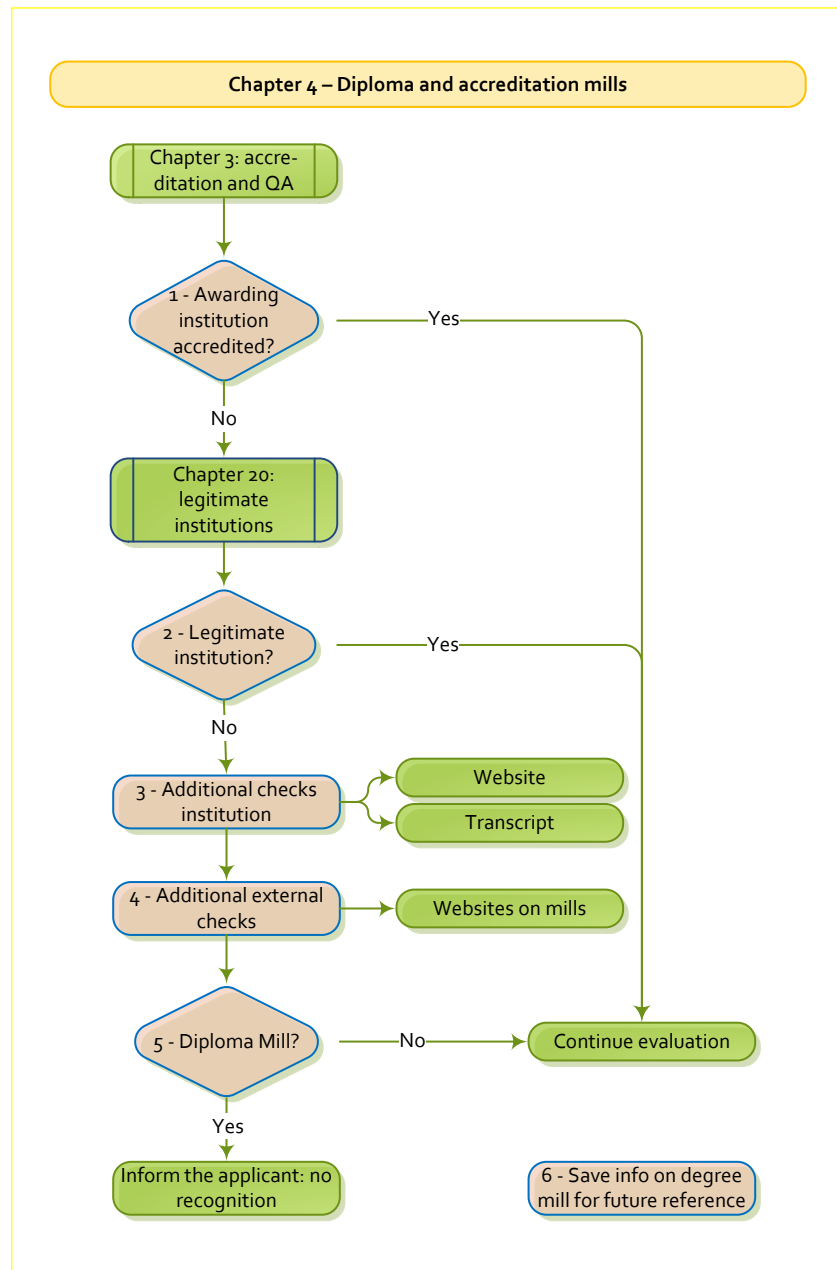 Chapter 4 – Diploma and accreditation mills
Chapter 3: accre-
ditation and QA
1 - Awarding
institution
accredited?
Yes
No
Chapter 20:
legitimate
institutions
2 - Legitimate
institution?
Yes
No
3 - Additional checks
institution
Website
Transcript
4 - Additional external
checks
Websites on mills
5 - Diploma Mill?
No
Continue evaluation
Yes
Inform the applicant: no
recognition
6 - Save info on degree
mill for future reference